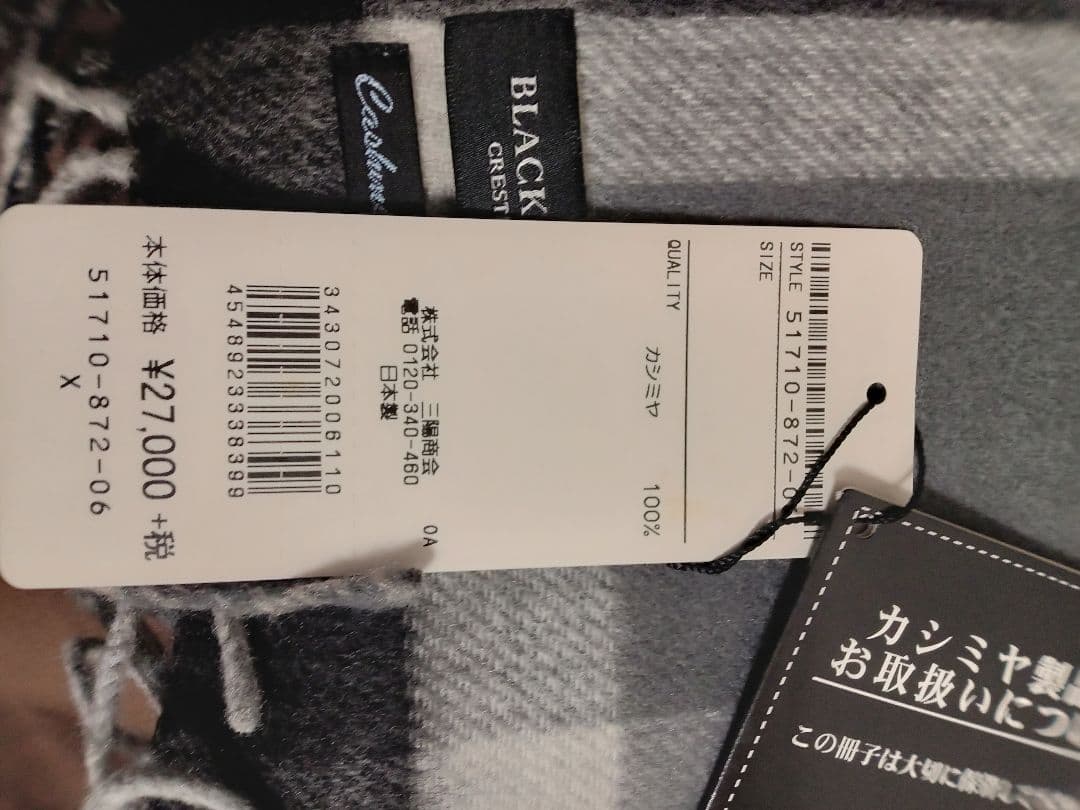 BLACK
CREST
STYLE 51710-872-0
SIZE
QUALITY
カシミヤ 100%
株式会社 三陽商会
電話 0120-340-460
日本製
0A
3430720006110
4548923338399
本体価格 ¥27,000 +税
51710-872-06
X
カシミヤ製
お取扱いにつ
この冊子は大切に保管